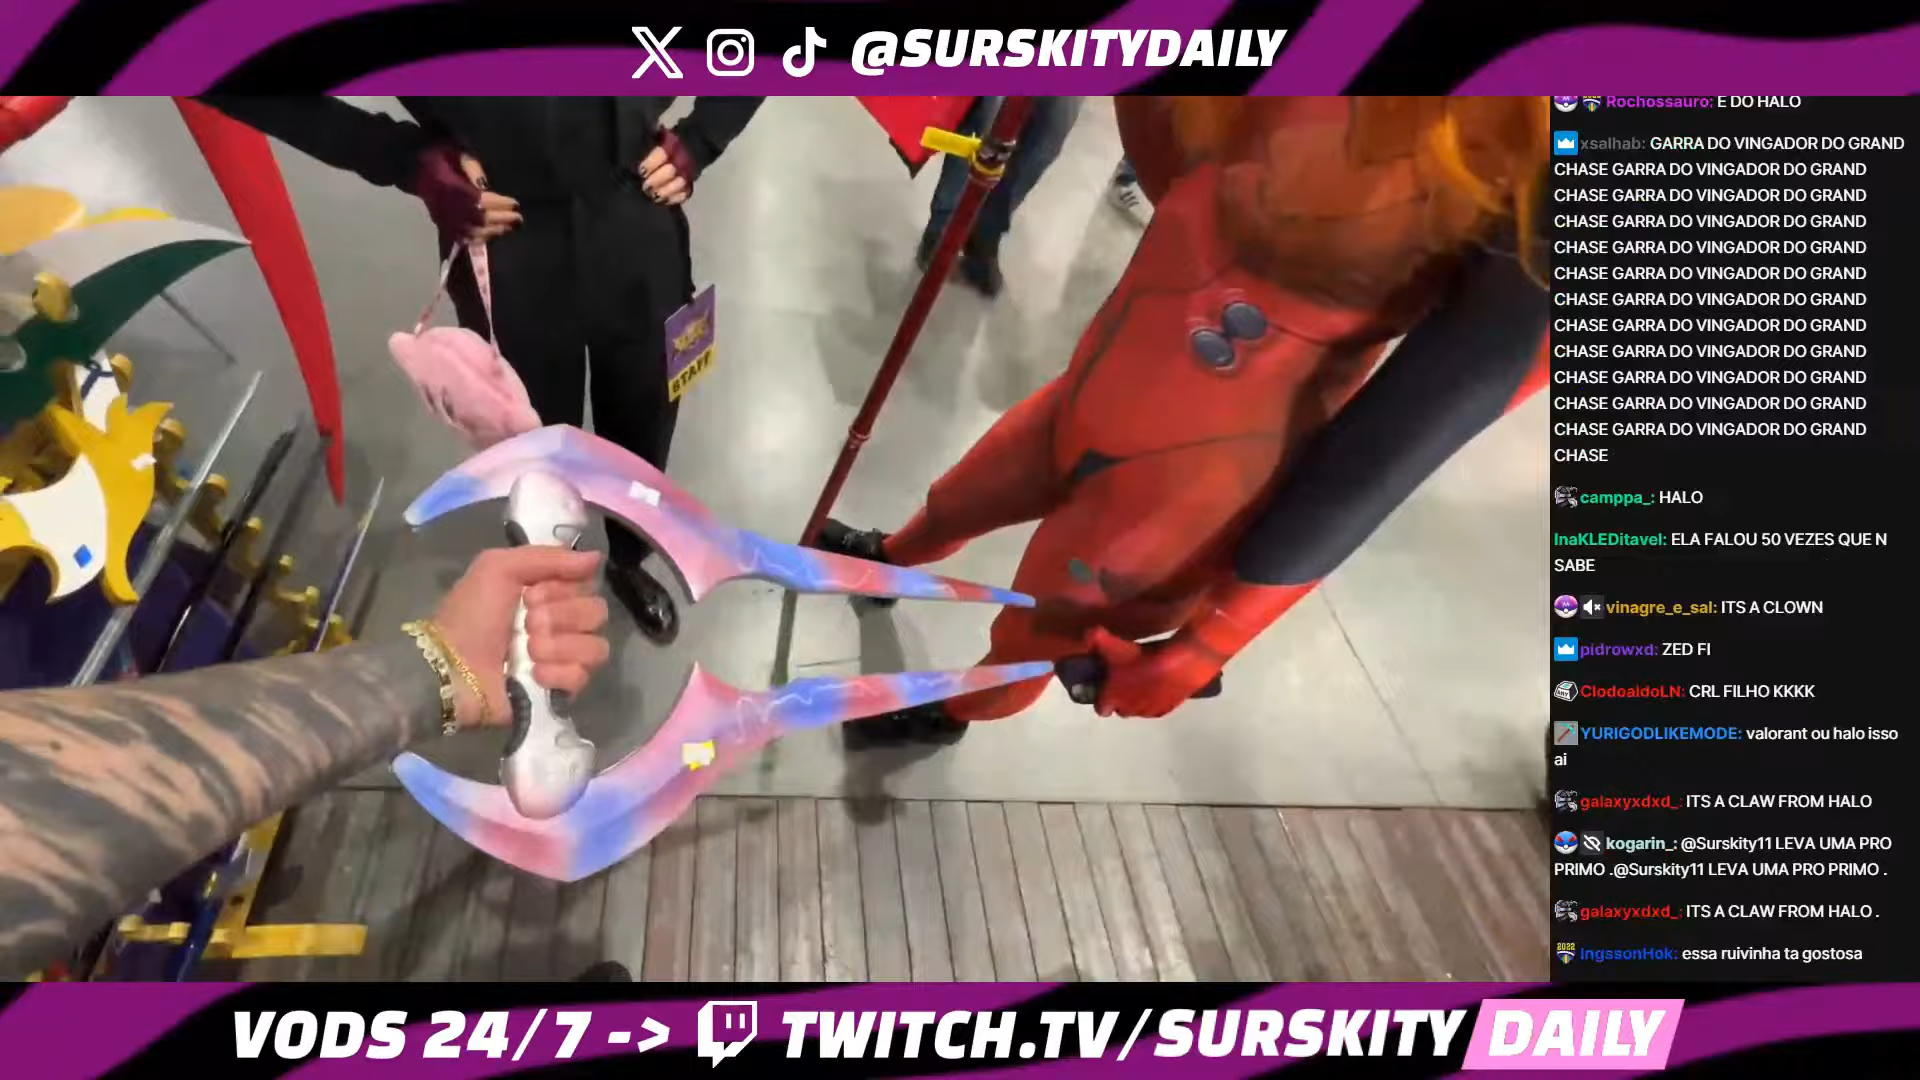 @SURSKITYDAILY
Rochossauro: E DO HALO
xsalhab: GARRA DO VINGADOR DO GRAND
CHASE GARRA DO VINGADOR DO GRAND
CHASE GARRA DO VINGADOR DO GRAND
CHASE GARRA DO VINGADOR DO GRAND
CHASE GARRA DO VINGADOR DO GRAND
CHASE GARRA DO VINGADOR DO GRAND
CHASE GARRA DO VINGADOR DO GRAND
CHASE GARRA DO VINGADOR DO GRAND
CHASE GARRA DO VINGADOR DO GRAND
CHASE GARRA DO VINGADOR DO GRAND
CHASE GARRA DO VINGADOR DO GRAND
CHASE GARRA DO VINGADOR DO GRAND
CHASE
camppa_: HALO
InaKLEDitavel: ELA FALOU 50 VEZES QUE N
SABE
vinagre_e_sal: ITS A CLOWN
pidrowxd: ZED FI
ClodoaldoLN: CRL FILHO KKKK
YURIGODLIKEMODE: valorant ou halo isso
ai
galaxyxdxd_: ITS A CLAW FROM HALO
kogarin_: @Surskity11 LEVA UMA PRO
PRIMO .@Surskity11 LEVA UMA PRO PRIMO .
galaxyxdxd_: ITS A CLAW FROM HALO .
2022
IngssonHok: essa ruivinha ta gostosa
STAFF
VODS 24/7 -> TWITCH.TV/SURSKITY DAILY